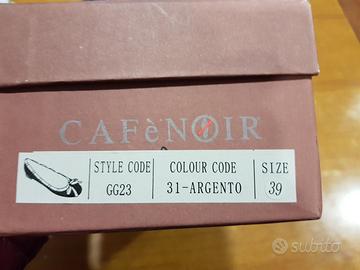 CAFèNOIR
STYLE CODE
GG23
COLOUR CODE
31-ARGENTO
SIZE
39
subito